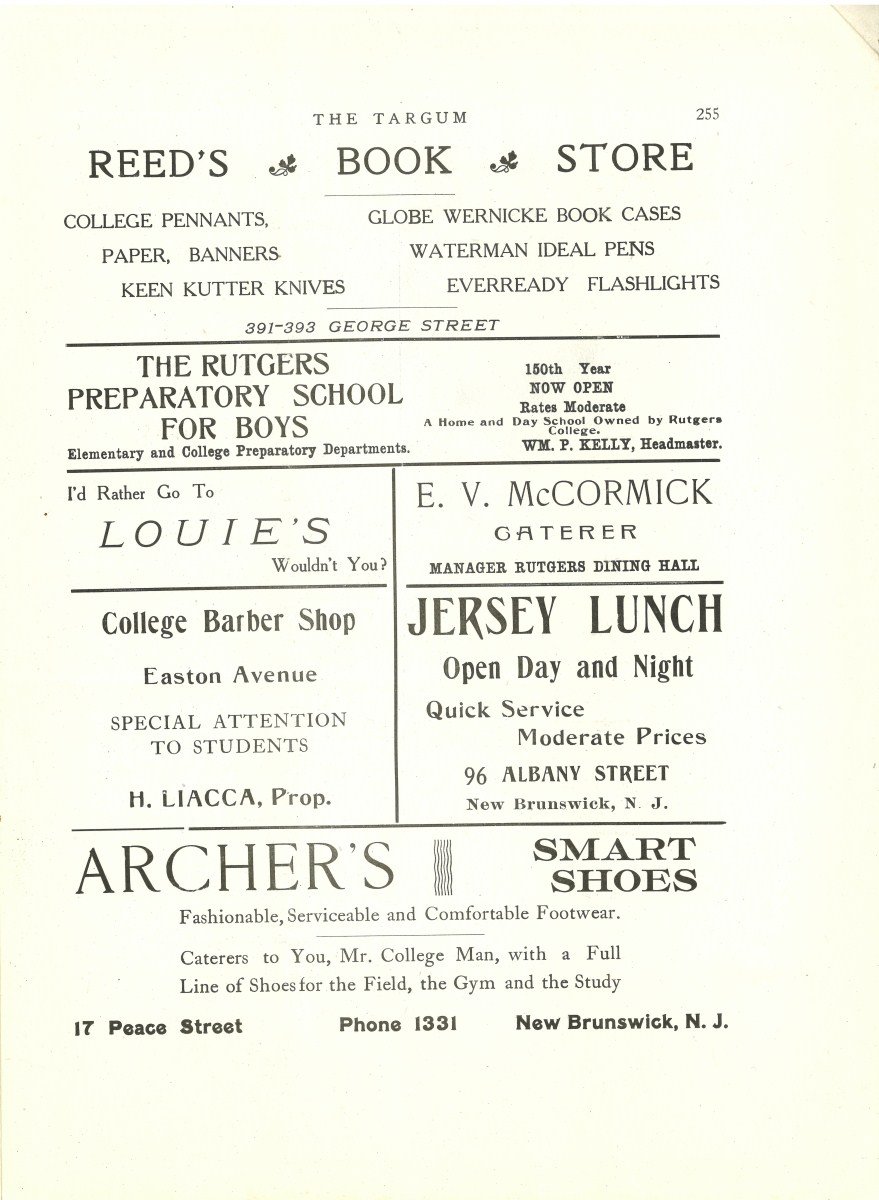 THE TARGUM 255
REED'S BOOK STORE
COLLEGE PENNANTS,
PAPER, BANNERS
KEEN KUTTER KNIVES
GLOBE WERNICKE BOOK CASES
WATERMAN IDEAL PENS
EVERREADY FLASHLIGHTS
391-393 GEORGE STREET
THE RUTGERS
PREPARATORY SCHOOL
FOR BOYS
Elementary and College Preparatory Departments.
150th Year
NOW OPEN
Rates Moderate
A Home and Day School Owned by Rutgers
College.
WM. P. KELLY, Headmaster.
I'd Rather Go To
LOUIE'S
Wouldn't You?
E. V. McCORMICK
CATERER
MANAGER RUTGERS DINING HALL
College Barber Shop
Easton Avenue
SPECIAL ATTENTION
TO STUDENTS
H. LIACCA, Prop.
JERSEY LUNCH
Open Day and Night
Quick Service
Moderate Prices
96 ALBANY STREET
New Brunswick, N. J.
ARCHER'S
SMART
SHOES
Fashionable, Serviceable and Comfortable Footwear.
Caterers to You, Mr. College Man, with a Full
Line of Shoes for the Field, the Gym and the Study
17 Peace Street Phone 1331 New Brunswick, N. J.